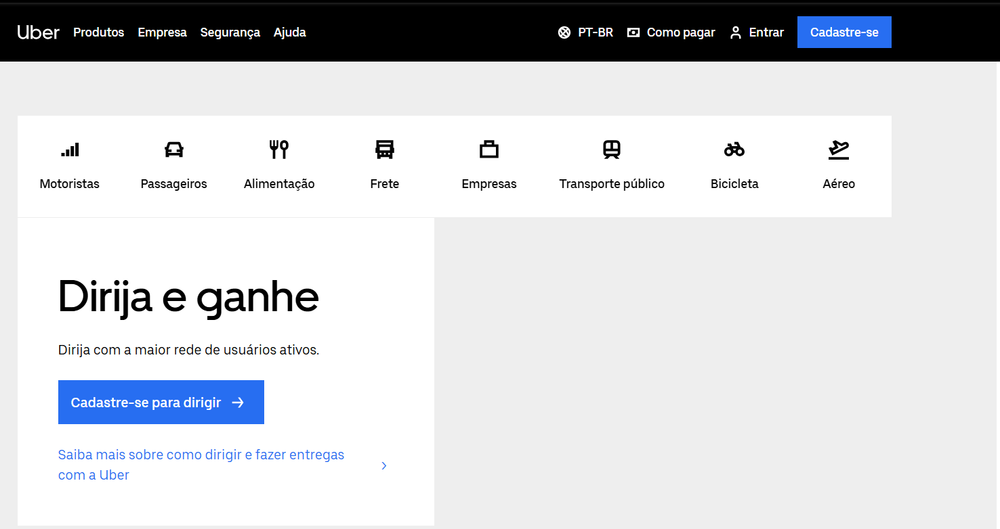 Uber Produtos Empresa Segurança Ajuda PT-BR Como pagar Entrar Cadastre-se
Motoristas Passageiros Alimentação Frete Empresas Transporte público Bicicleta Aéreo
Dirija e ganhe
Dirija com a maior rede de usuários ativos.
Cadastre-se para dirigir →
Saiba mais sobre como dirigir e fazer entregas
com a Uber